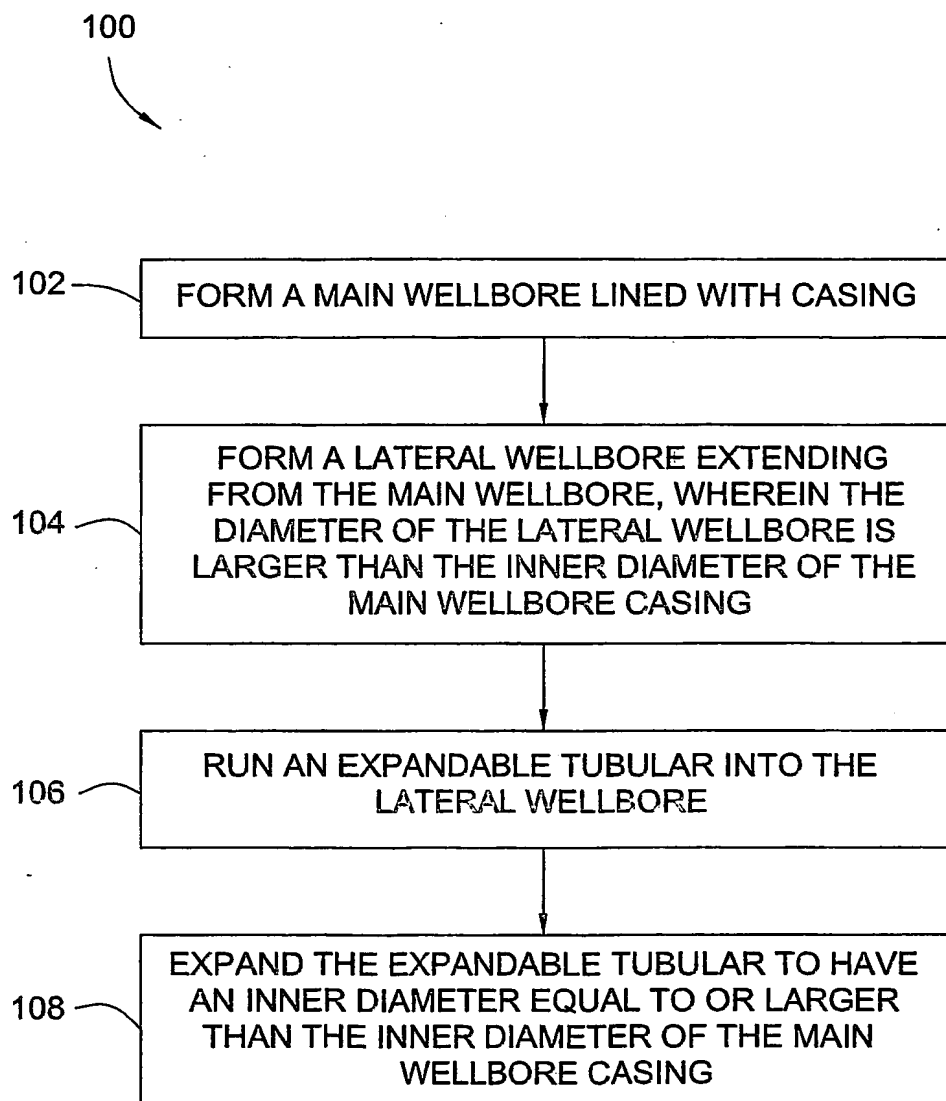 100
102
FORM A MAIN WELLBORE LINED WITH CASING
104
FORM A LATERAL WELLBORE EXTENDING
FROM THE MAIN WELLBORE, WHEREIN THE
DIAMETER OF THE LATERAL WELLBORE IS
LARGER THAN THE INNER DIAMETER OF THE
MAIN WELLBORE CASING
106
RUN AN EXPANDABLE TUBULAR INTO THE
LATERAL WELLBORE
108
EXPAND THE EXPANDABLE TUBULAR TO HAVE
AN INNER DIAMETER EQUAL TO OR LARGER
THAN THE INNER DIAMETER OF THE MAIN
WELLBORE CASING